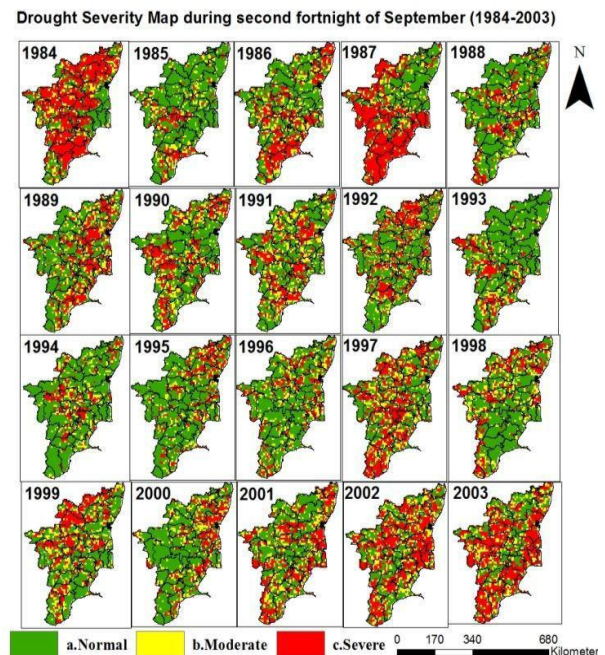 Drought Severity Map during second fortnight of September (1984-2003)
N
1984 1985 1986 1987 1988
1989 1990 1991 1992 1993
1994 1995 1996 1997 1998
1999 2000 2001 2002 2003
a.Normal b.Moderate c.Severe 0 170 340 680
Kilometer